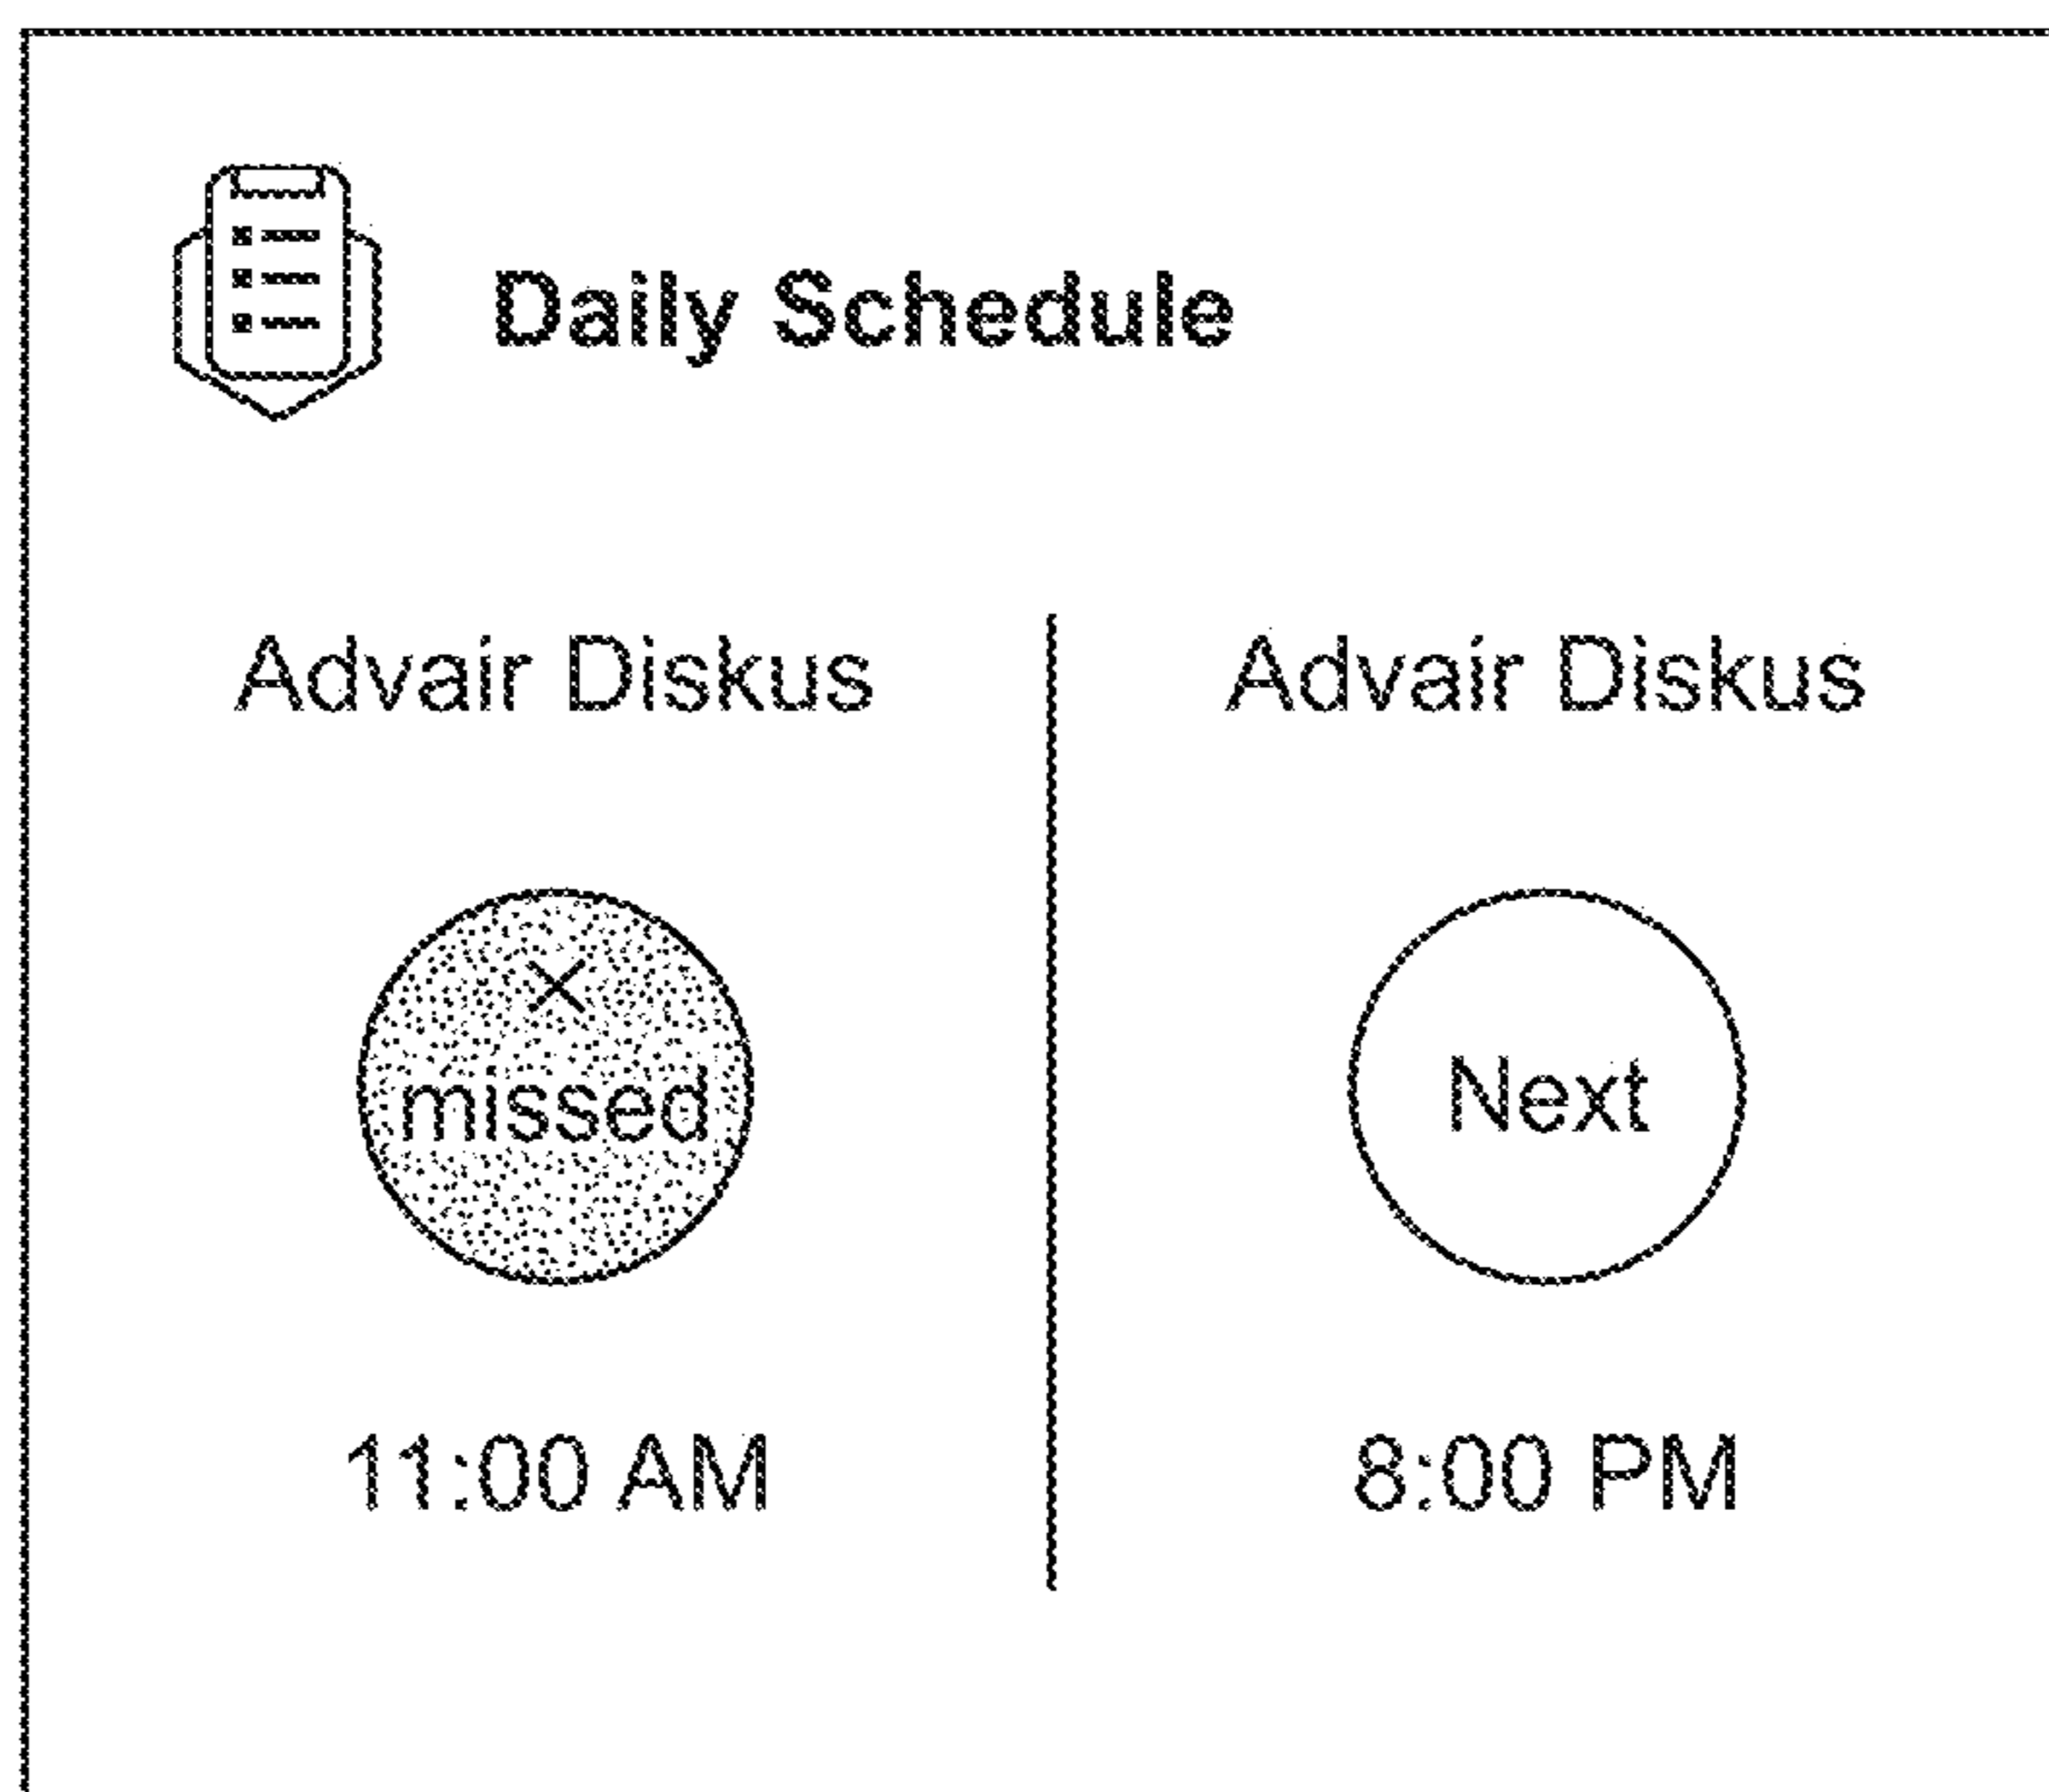 Daily Schedule
Advair Diskus
missed
11:00 AM
Advair Diskus
Next
8:00 PM